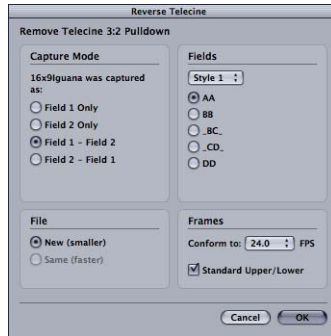 Reverse Telecine
Remove Telecine 3:2 Pulldown
Capture Mode
16x9Iguana was captured
as:
Field 1 Only
Field 2 Only
Field 1 - Field 2
Field 2 - Field 1
Fields
Style 1
AA
BB
_BC_
_CD_
DD
File
New (smaller)
Same (faster)
Frames
Conform to: 24.0 FPS
Standard Upper/Lower
Cancel OK